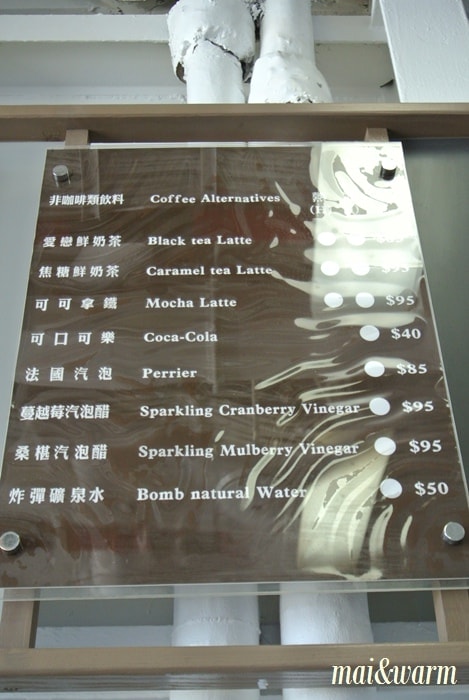 非咖啡類飲料 Coffee Alternatives
愛戀鮮奶茶 Black tea Latte
焦糖鮮奶茶 Caramel tea Latte $95
可可拿鐵 Mocha Latte $95
可口可樂 Coca-Cola $40
法國汽泡 Perrier $85
蔓越莓汽泡醋 Sparkling Cranberry Vinegar $95
桑椹汽泡醋 Sparkling Mulberry Vinegar $95
炸彈礦泉水 Bomb natural Water $50
mai&warm